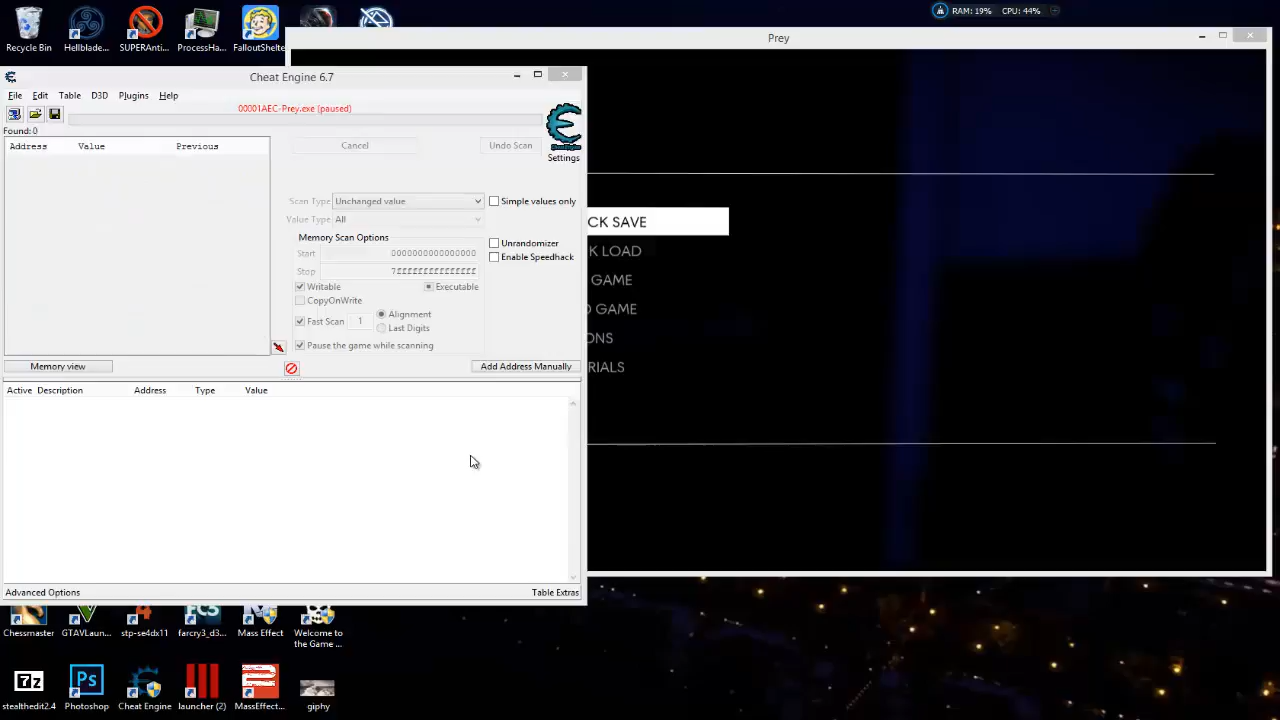 RAM: 19% CPU: 44%
Recycle Bin
Hellblade...
SUPERAnti...
ProcessHa...
FalloutShelte
Prey
Cheat Engine 6.7
File Edit Table D3D Plugins Help
00001AEC-Prey.exe (paused)
Found: 0
Settings
Address Value Previous
Cancel
Undo Scan
Scan Type Unchanged value
Simple values only
Value Type All
Memory Scan Options
Unrandomizer
Start 0000000000000000
Enable Speedhack
Stop
Writable
Executable
CopyOnWrite
Fast Scan 1
Alignment
Last Digits
Pause the game while scanning
Memory view
Add Address Manually
Active Description Address Type Value
Advanced Options
Table Extras
CK SAVE
K LOAD
GAME
GAME
ONS
RIALS
Chessmaster
GTAVLaun...
stp-se4dx11
farcry3_d3...
Mass Effect
Welcome to
the Game ...
7z
Ps
stealthedit2.4
Photoshop
Cheat Engine
launcher (2)
MassEffect...
giphy